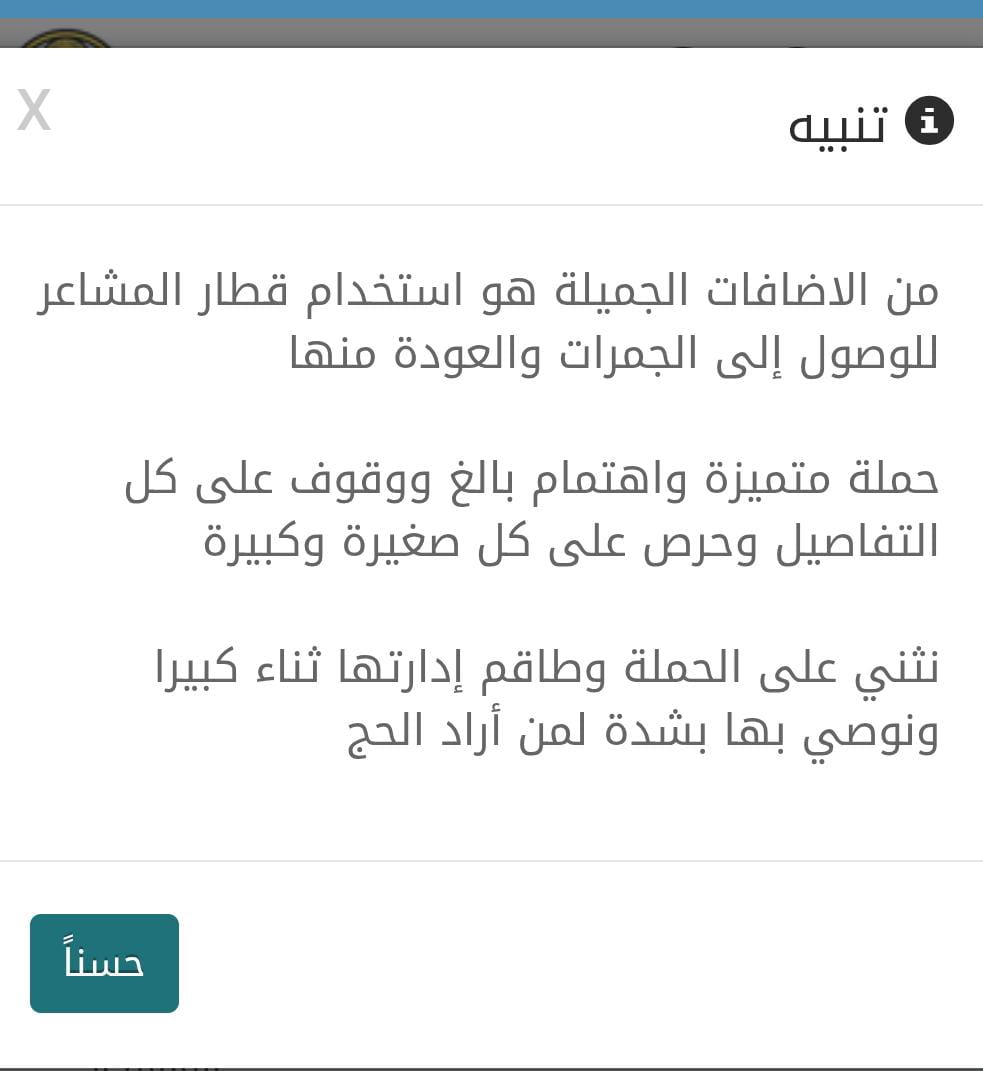 تنبيه
X
من الاضافات الجميلة هو استخدام قطار المشاعر
للوصول إلى الجمرات والعودة منها
حملة متميزة واهتمام بالغ ووقوف على كل
التفاصيل وحرص على كل صغيرة وكبيرة
نثني على الحملة وطاقم إدارتها ثناء كبيرا
ونوصي بها بشدة لمن أراد الحج
حسناً